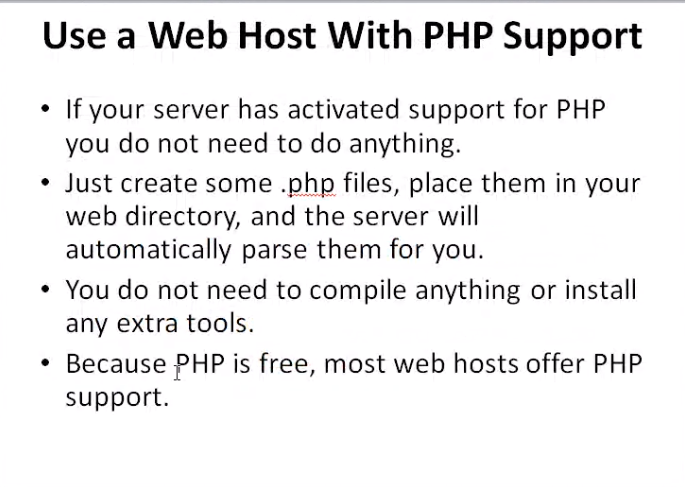 Use a Web Host With PHP Support
• If your server has activated support for PHP
you do not need to do anything.
• Just create some .php files, place them in your
web directory, and the server will
automatically parse them for you.
• You do not need to compile anything or install
any extra tools.
• Because PHP is free, most web hosts offer PHP
support.